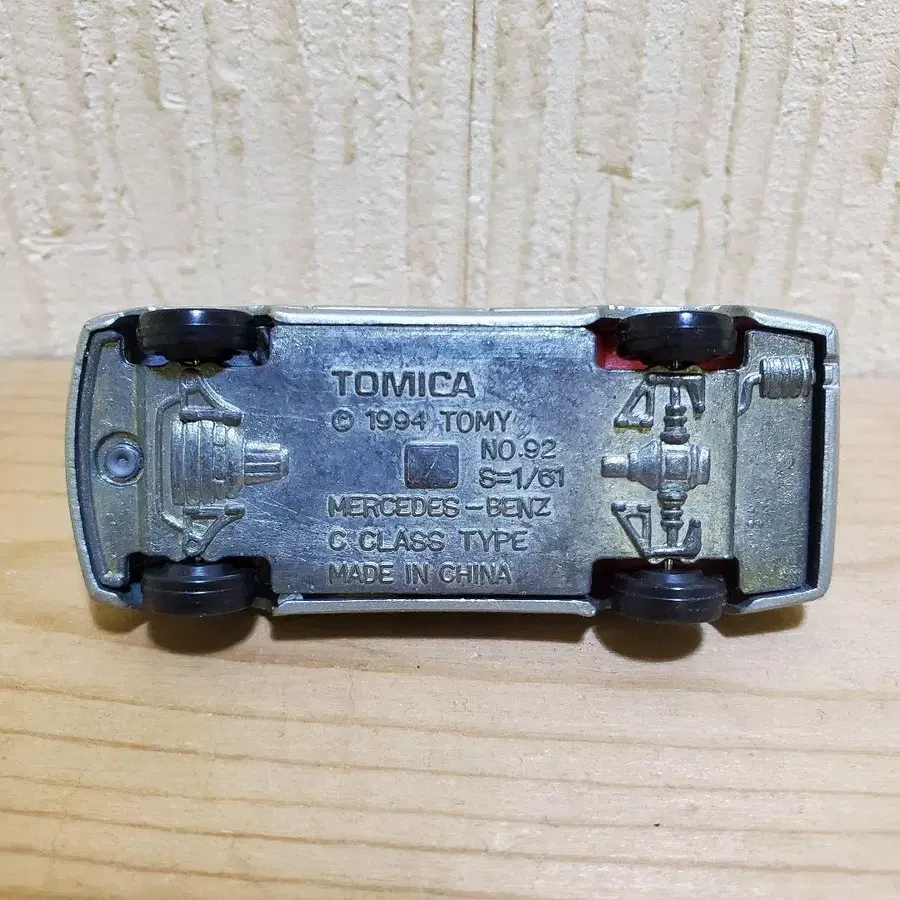 TOMICA
© 1994 TOMY
NO.92
S=1/61
MERCEDES-BENZ
C CLASS TYPE
MADE IN CHINA